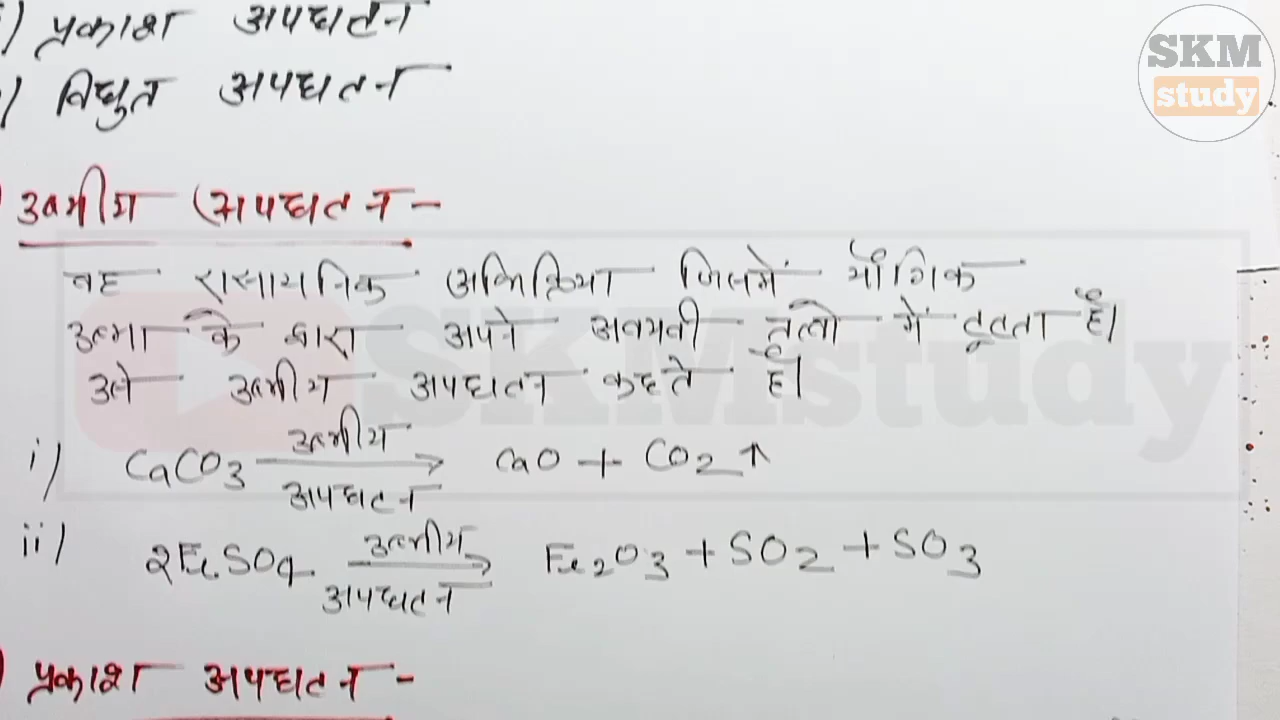 ) प्रकाश अपघटन
) विद्युत अपघटन
SKM
study
ऊष्मीय अपघटन -
वह रासायनिक अभिक्रिया जिसमें यौगिक
ऊष्मा के द्वारा अपने अवयवी तत्वो में टूटता है।
उसे ऊष्मीय अपघटन कहते है।
i) CaCO3 ऊष्मीय अपघटन → CaO + CO2 ↑
ii) 2FeSO4 ऊष्मीय अपघटन → Fe2O3 + SO2 + SO3
प्रकाश अपघटन -
SKMstudy